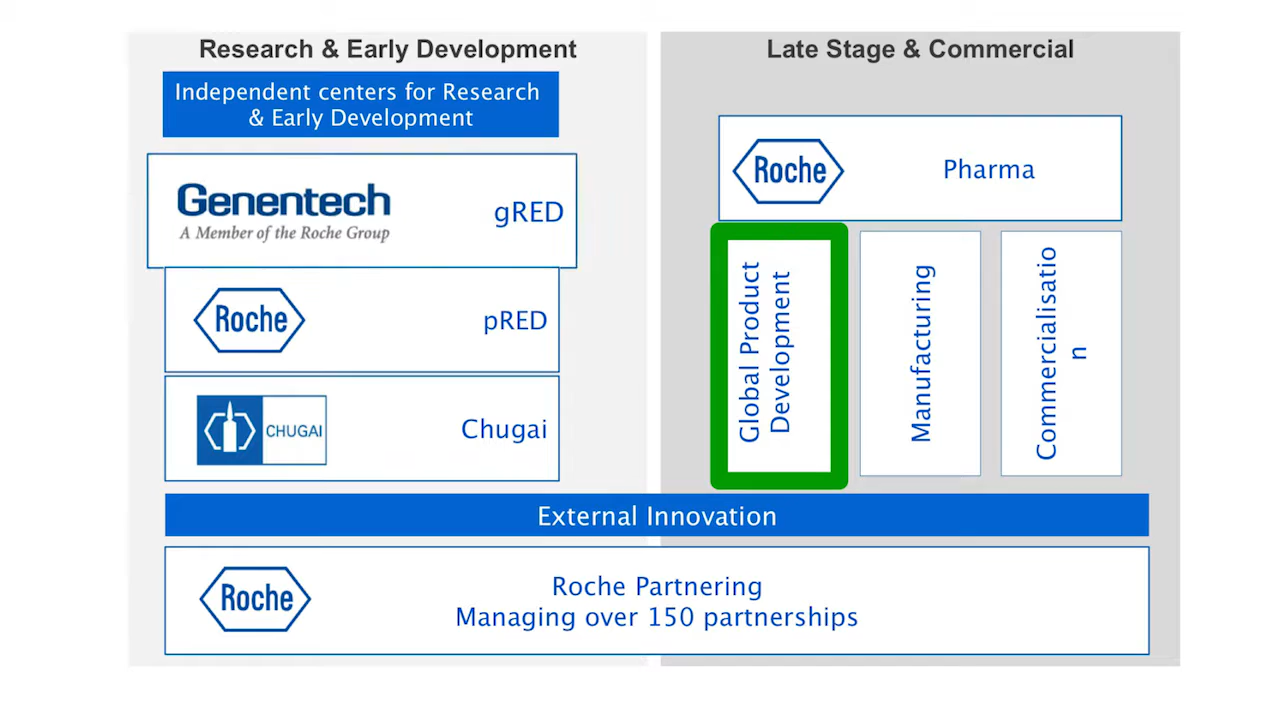 Research & Early Development
Independent centers for Research
& Early Development
Genentech
A Member of the Roche Group
gRED
Roche
pRED
CHUGAI
Chugai
Late Stage & Commercial
Roche
Pharma
Global Product
Development
Manufacturing
Commercialisatio
n
External Innovation
Roche
Roche Partnering
Managing over 150 partnerships